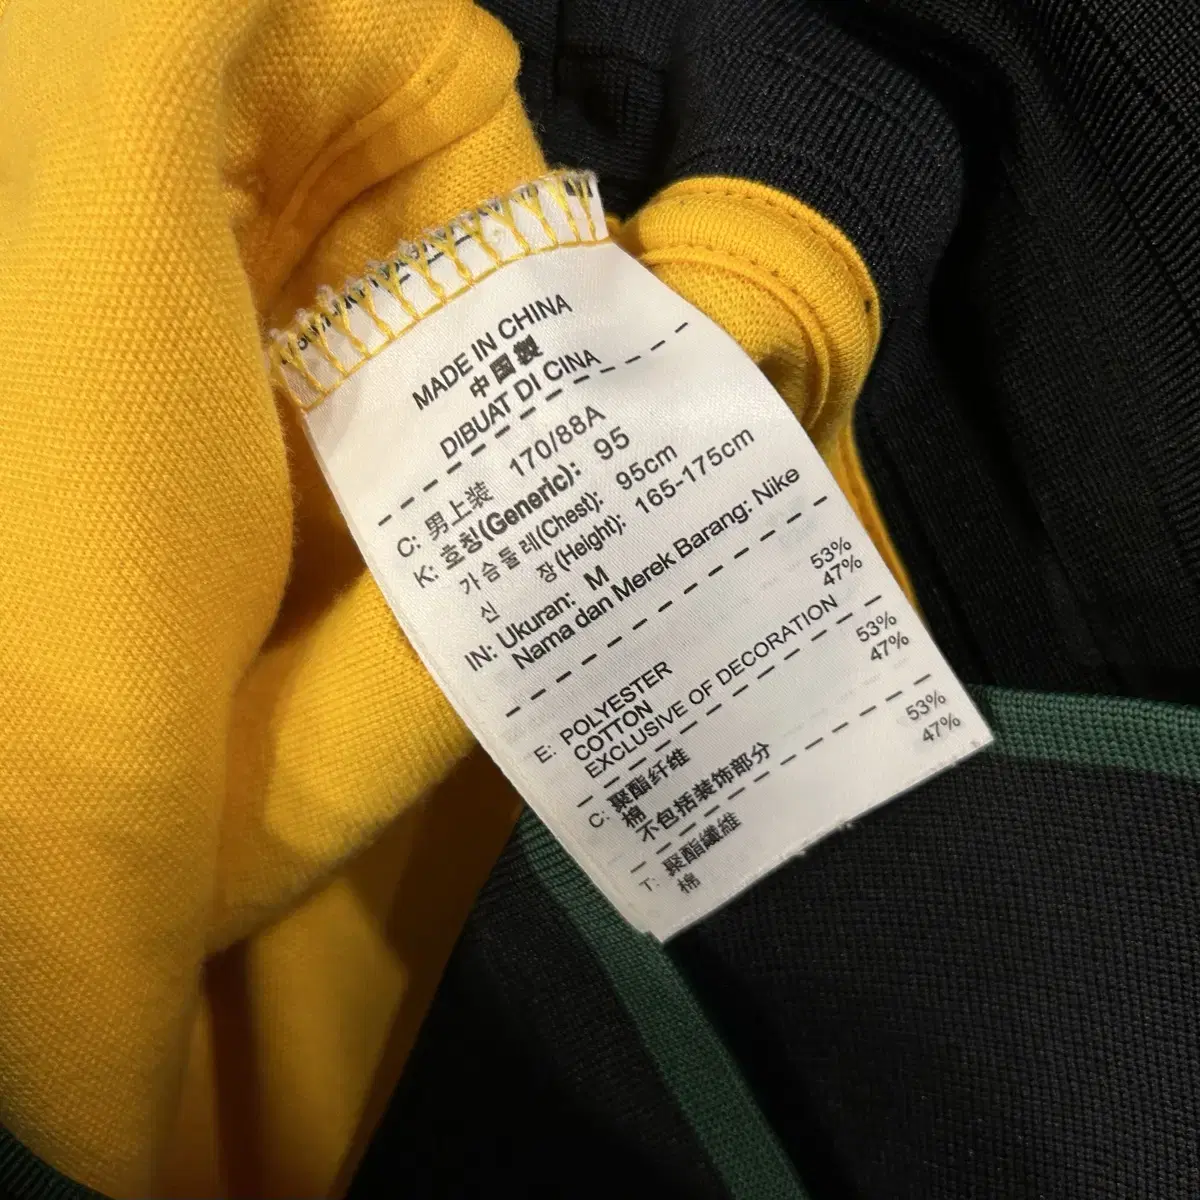 MADE IN CHINA
中国製
DIBUAT DI CINA
C: 男上装 170/88A
K: 호칭(Generic): 95
가슴둘레(Chest): 95cm
신 장(Height): 165-175cm
IN: Ukuran: M
Nama dan Merek Barang: Nike
E: POLYESTER 53%
COTTON 47%
EXCLUSIVE OF DECORATION
C: 聚酯纤维 53%
棉 47%
不包括装饰部分
T: 聚酯纖維 53%
棉 47%